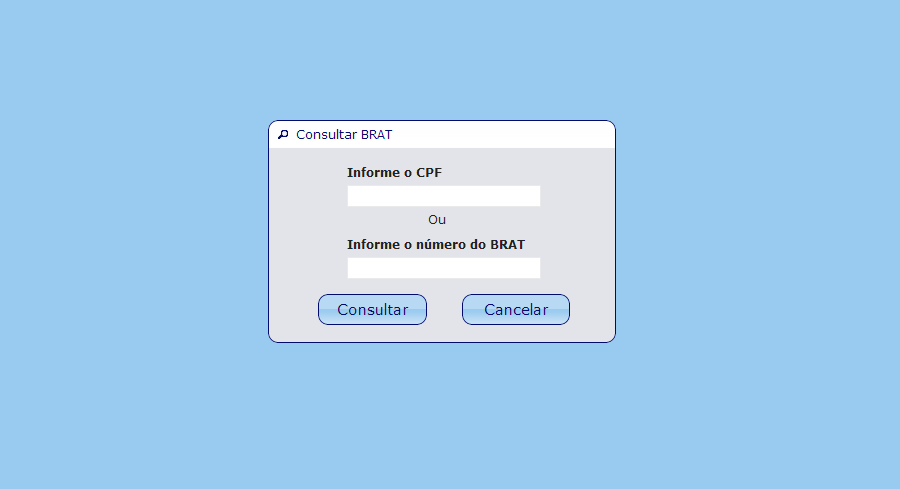 Consultar BRAT
Informe o CPF
Ou
Informe o número do BRAT
Consultar
Cancelar